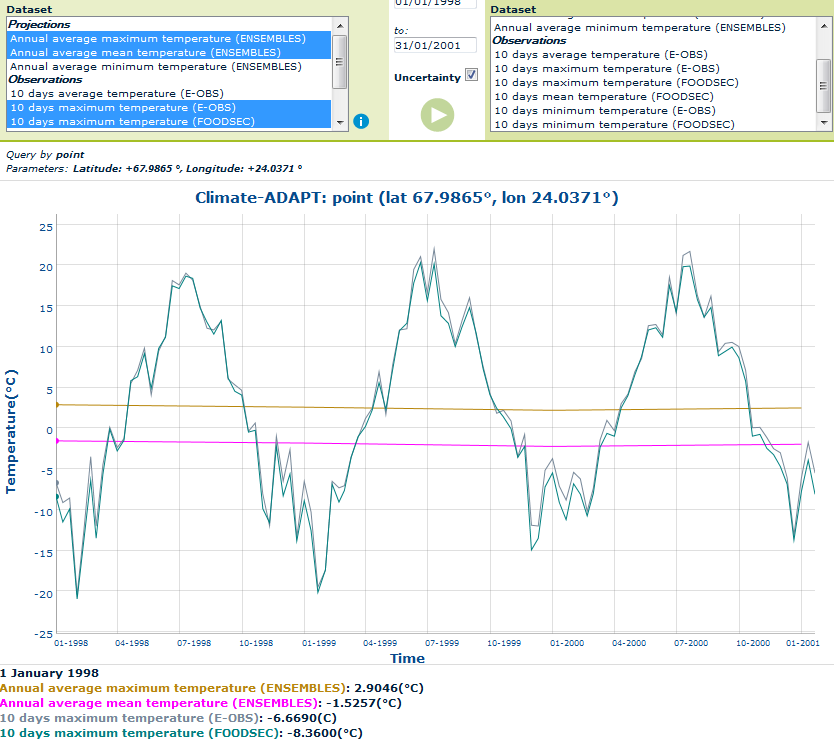 Dataset
Projections
Annual average maximum temperature (ENSEMBLES)
Annual average mean temperature (ENSEMBLES)
Annual average minimum temperature (ENSEMBLES)
Observations
10 days average temperature (E-OBS)
10 days maximum temperature (E-OBS)
10 days maximum temperature (FOODSEC)
01/01/1998
to:
31/01/2001
Uncertainty
Dataset
Annual average minimum temperature (ENSEMBLES)
Observations
10 days average temperature (E-OBS)
10 days maximum temperature (E-OBS)
10 days maximum temperature (FOODSEC)
10 days mean temperature (FOODSEC)
10 days minimum temperature (E-OBS)
10 days minimum temperature (FOODSEC)
Query by point
Parameters: Latitude: +67.9865 °, Longitude: +24.0371 °
Climate-ADAPT: point (lat 67.9865°, lon 24.0371°)
Temperature(°C)
25
20
15
10
5
0
-5
-10
-15
-20
-25
01-1998 04-1998 07-1998 10-1998 01-1999 04-1999 07-1999 10-1999 01-2000 04-2000 07-2000 10-2000 01-2001
Time
1 January 1998
Annual average maximum temperature (ENSEMBLES): 2.9046(°C)
Annual average mean temperature (ENSEMBLES): -1.5257(°C)
10 days maximum temperature (E-OBS): -6.6690(C)
10 days maximum temperature (FOODSEC): -8.3600(°C)